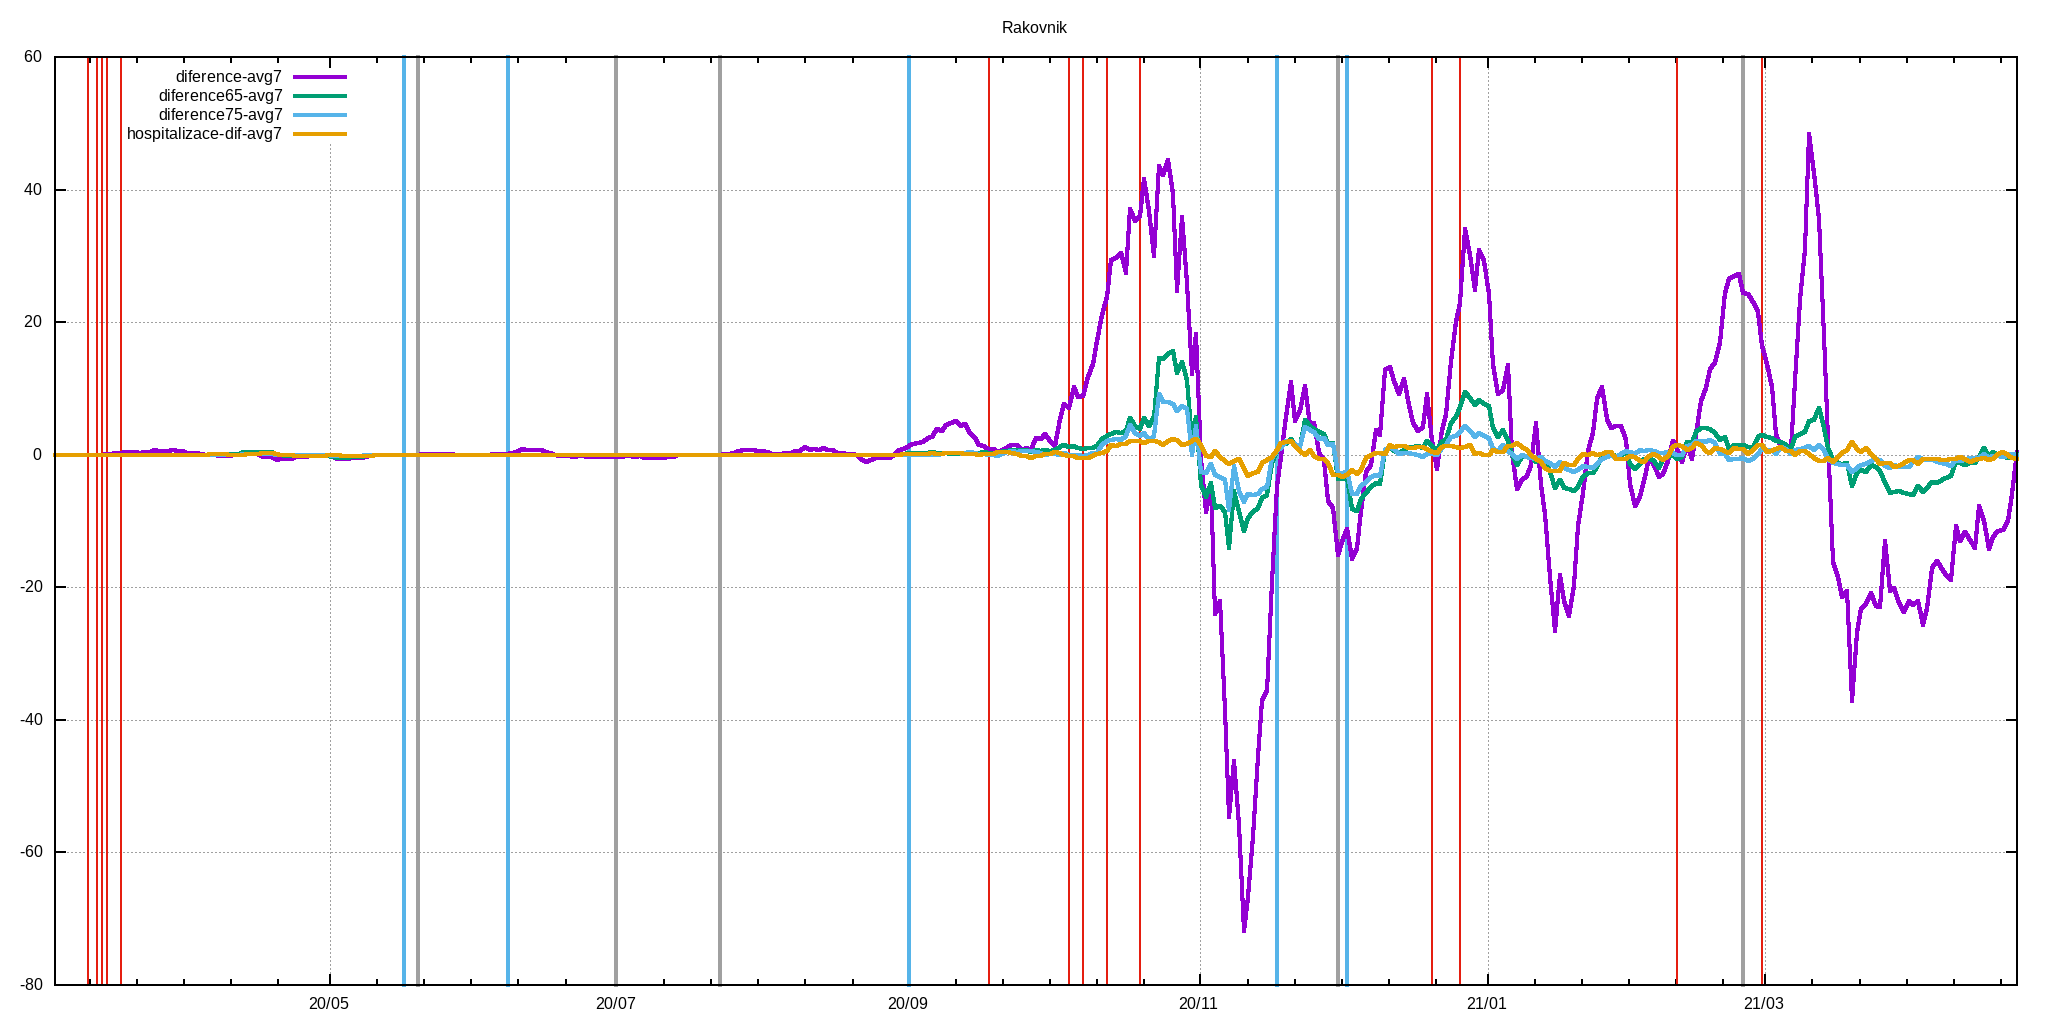 Rakovnik
60
40
20
0
-20
-40
-60
-80
diference-avg7
diference65-avg7
diference75-avg7
hospitalizace-dif-avg7
20/05 20/07 20/09 20/11 21/01 21/03